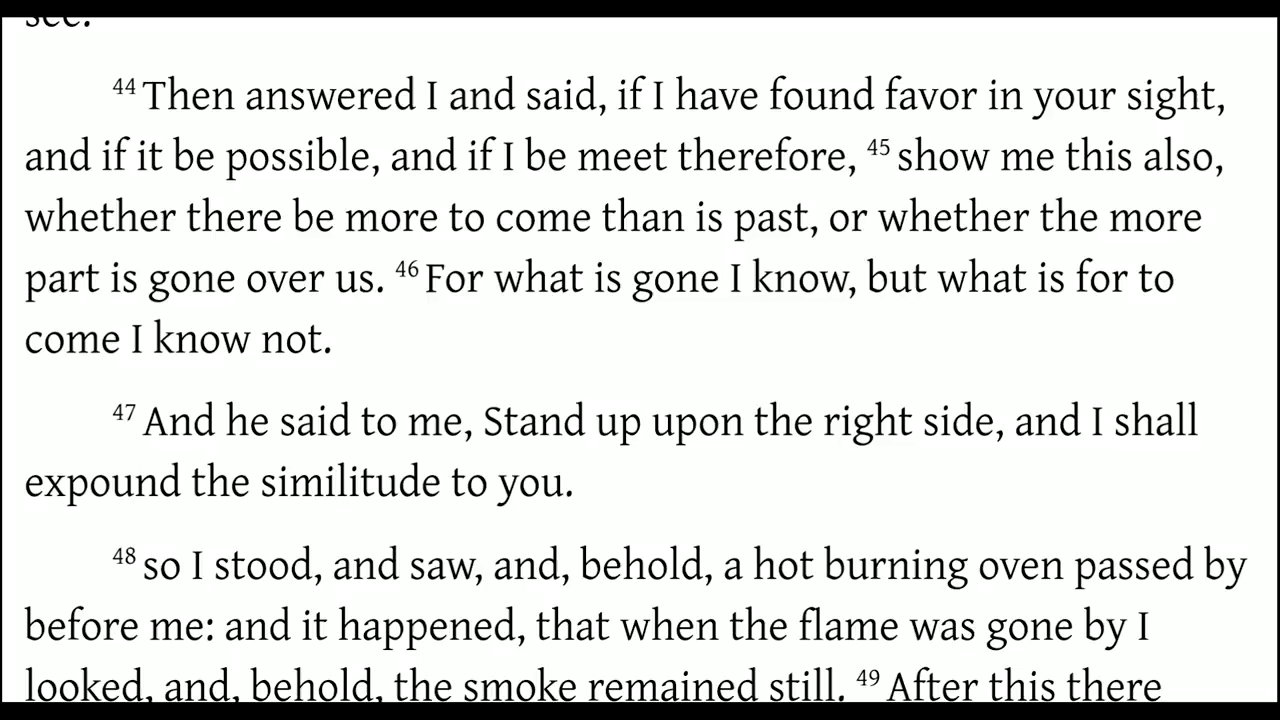 see.
44 Then answered I and said, if I have found favor in your sight,
and if it be possible, and if I be meet therefore, 45 show me this also,
whether there be more to come than is past, or whether the more
part is gone over us. 46 For what is gone I know, but what is for to
come I know not.
47 And he said to me, Stand up upon the right side, and I shall
expound the similitude to you.
48 so I stood, and saw, and, behold, a hot burning oven passed by
before me: and it happened, that when the flame was gone by I
looked, and, behold, the smoke remained still. 49 After this there